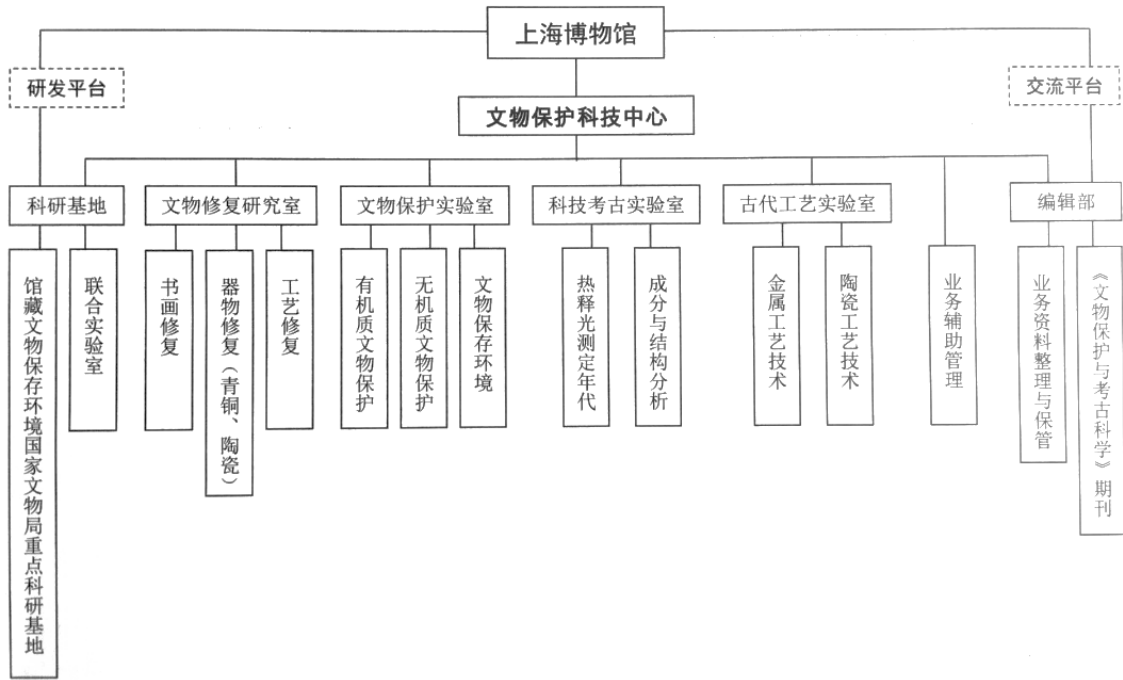 上海博物馆
研发平台
交流平台
文物保护科技中心
科研基地
文物修复研究室
文物保护实验室
科技考古实验室
古代工艺实验室
编辑部
馆藏文物保存环境国家文物局重点科研基地
联合实验室
书画修复
器物修复（青铜、陶瓷）
工艺修复
有机质文物保护
无机质文物保护
文物保存环境
热释光测定年代
成分与结构分析
金属工艺技术
陶瓷工艺技术
业务辅助管理
业务资料整理与保管
《文物保护与考古科学》期刊